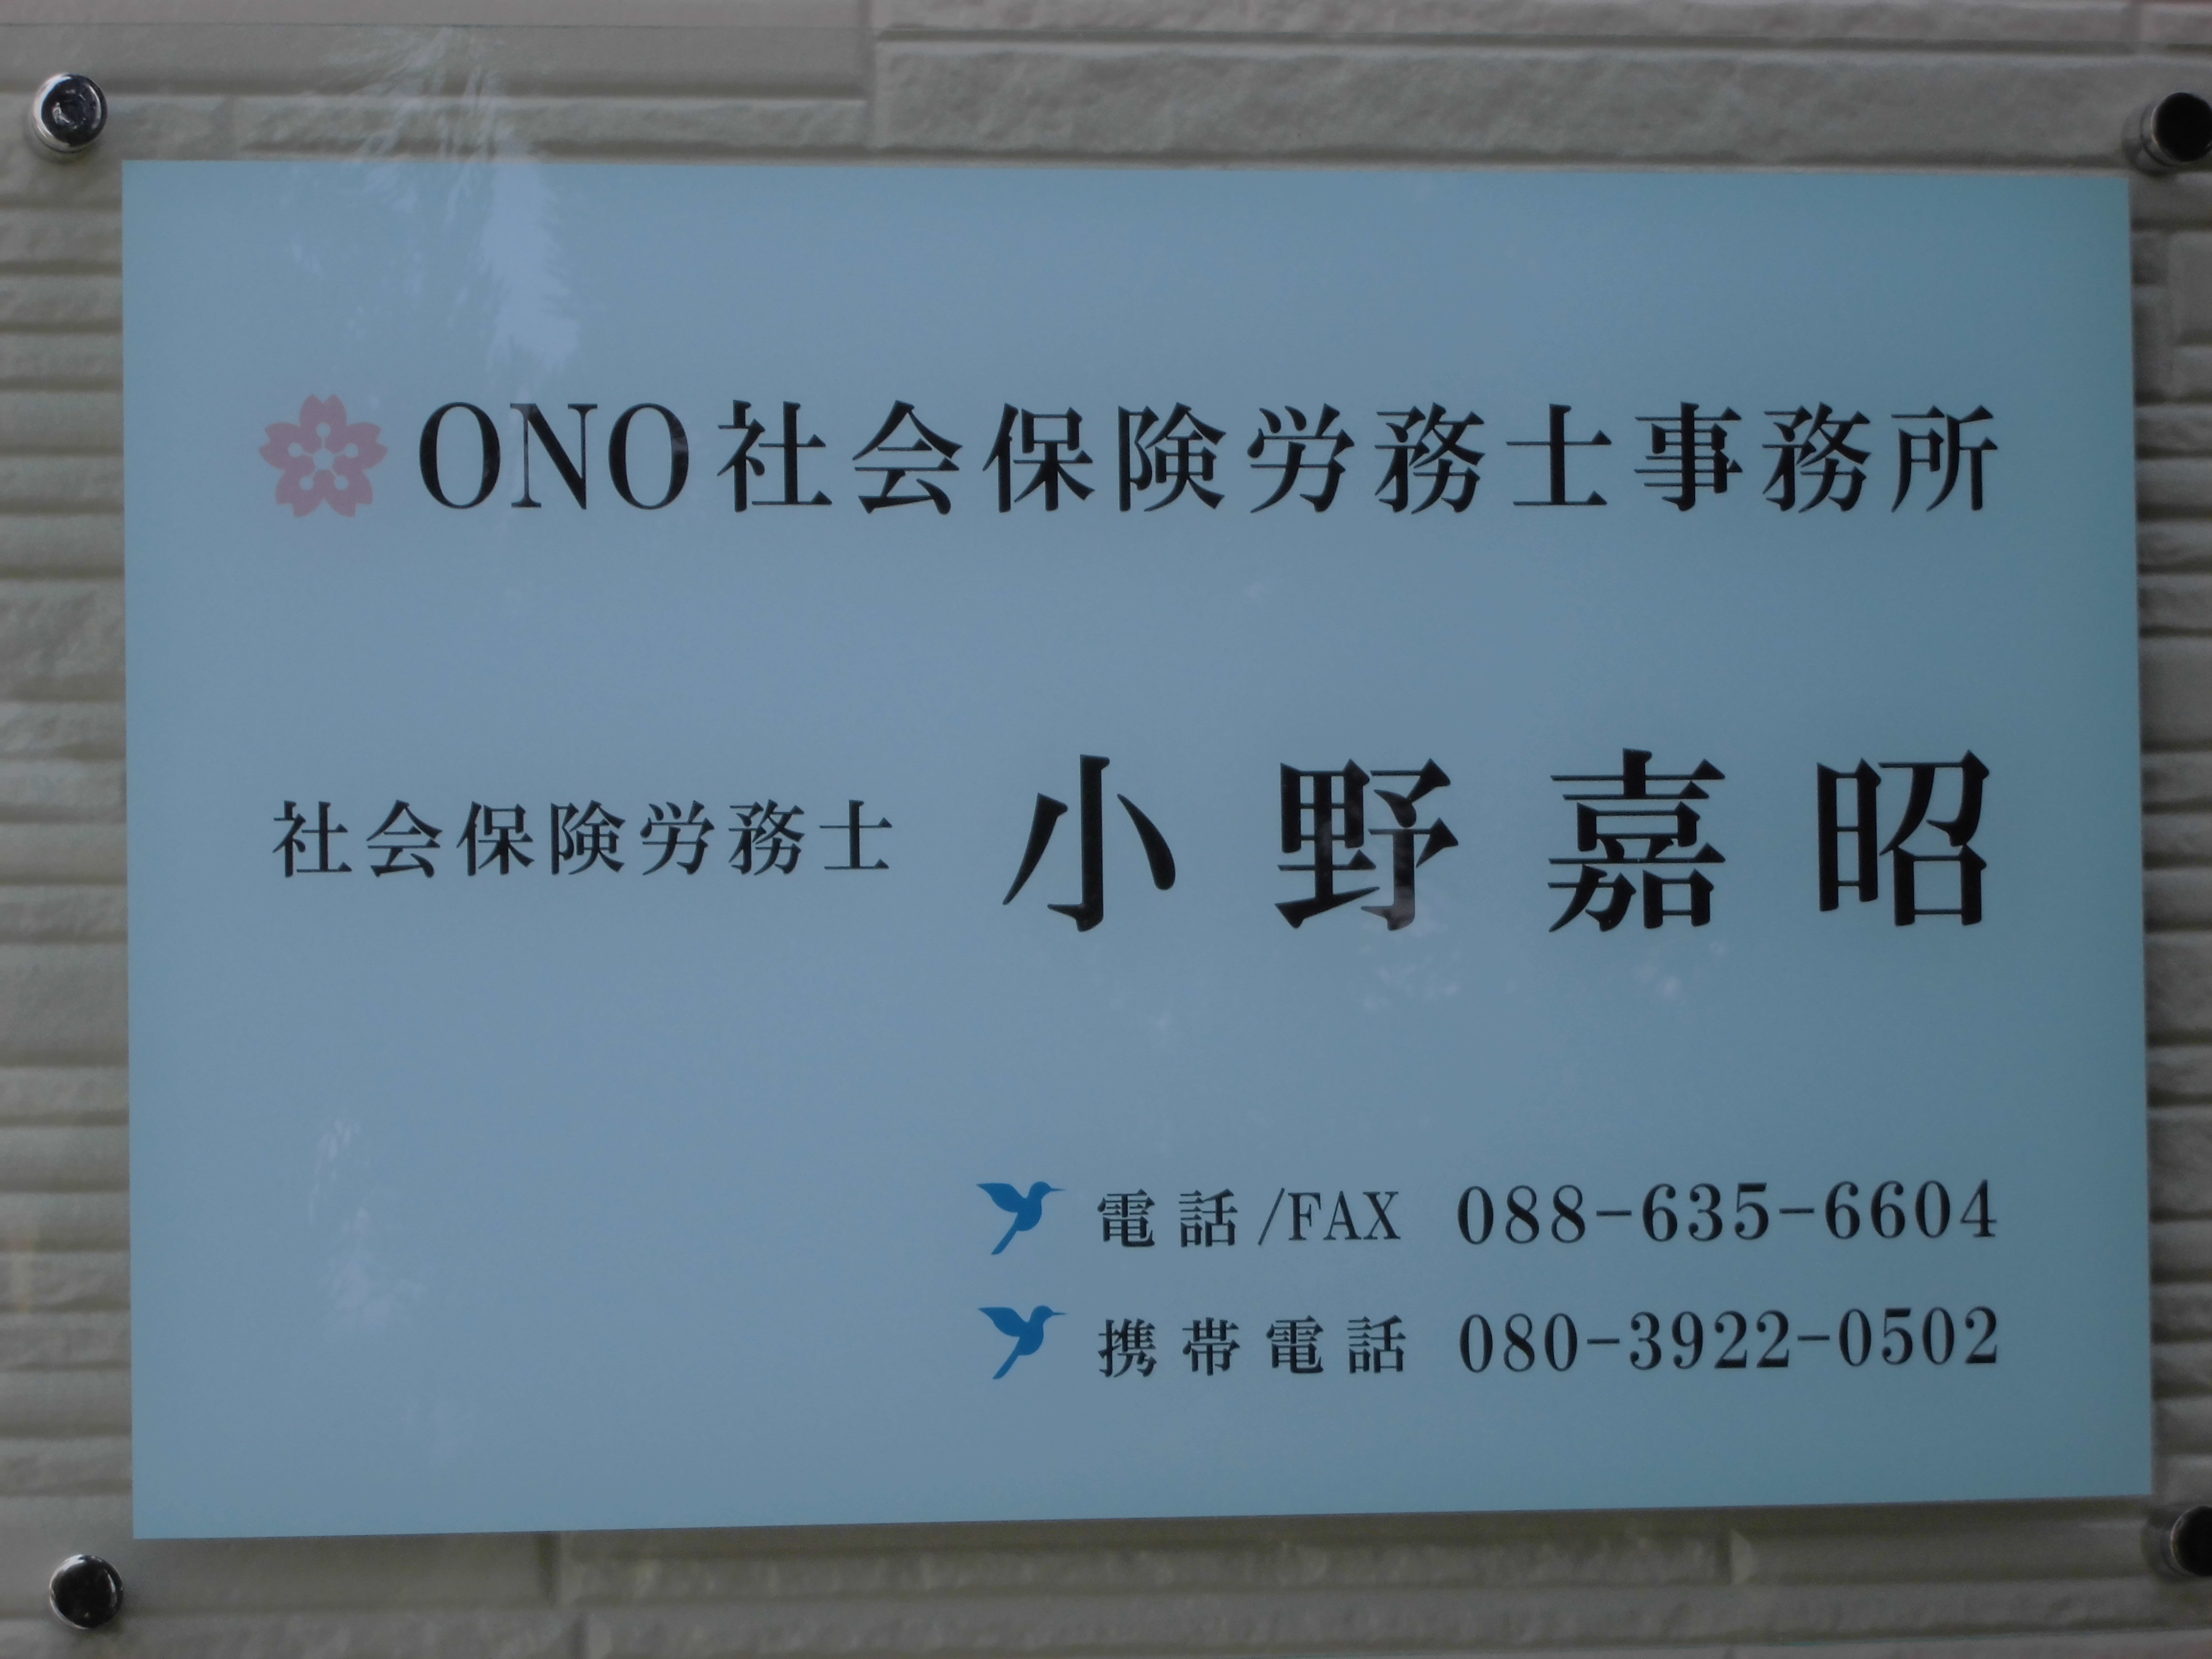 ONO社会保険労務士事務所
社会保険労務士 小野嘉昭
電話/FAX 088-635-6604
携帯電話 080-3922-0502